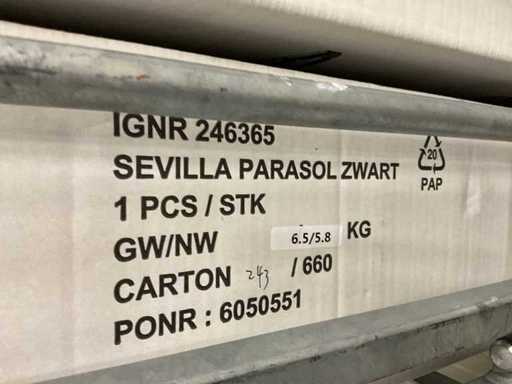 IGNR 246365
SEVILLA PARASOL ZWART
1 PCS / STK
GW/NW 6.5/5.8 KG
CARTON 243 / 660
PONR : 6050551
20
PAP